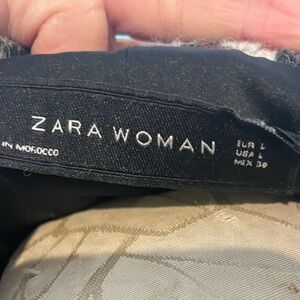 ZARA WOMAN
IN MOROCCO
EUR L
USA L
MEX 30